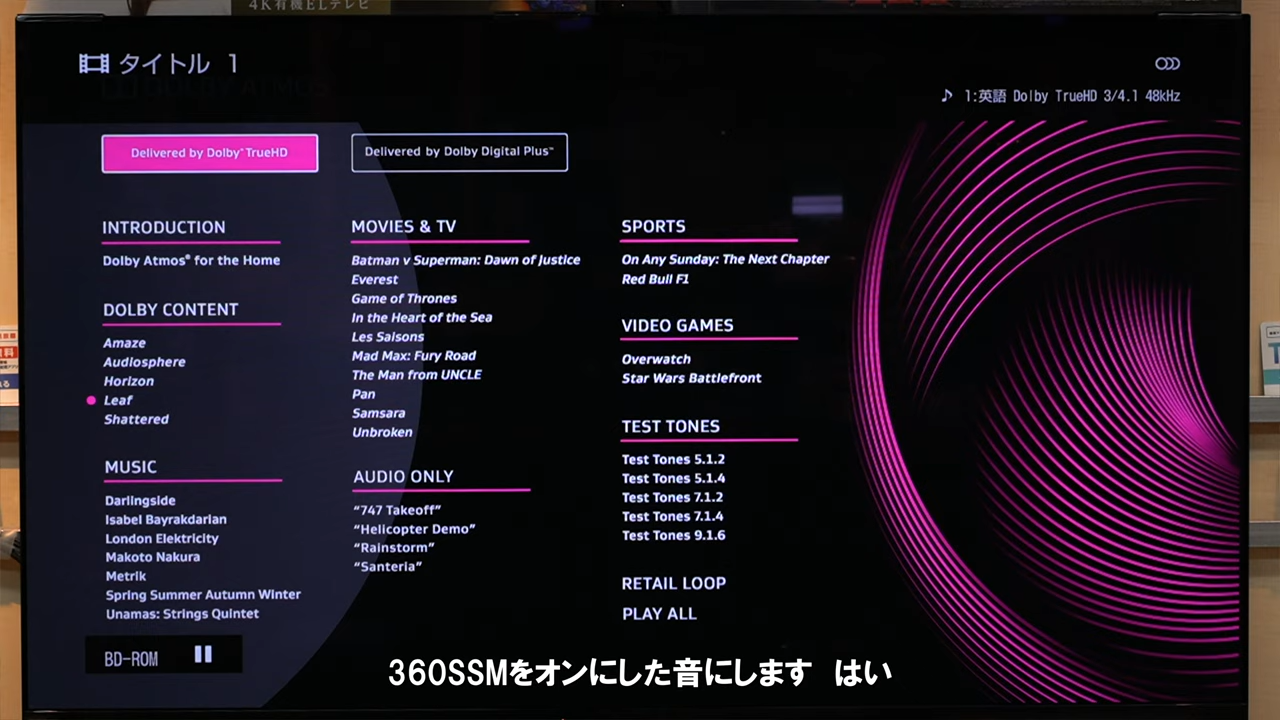 4K有機ELテレビ
タイトル 1
♪ 1:英語 Dolby TrueHD 3/4.1 48kHz
Delivered by Dolby® TrueHD
Delivered by Dolby Digital Plus™
INTRODUCTION
Dolby Atmos® for the Home
DOLBY CONTENT
Amaze
Audiosphere
Horizon
Leaf
Shattered
MUSIC
Darlingside
Isabel Bayrakdarian
London Elektricity
Makoto Nakura
Metrik
Spring Summer Autumn Winter
Unamas: Strings Quintet
MOVIES & TV
Batman v Superman: Dawn of Justice
Everest
Game of Thrones
In the Heart of the Sea
Les Saisons
Mad Max: Fury Road
The Man from UNCLE
Pan
Samsara
Unbroken
AUDIO ONLY
“747 Takeoff”
“Helicopter Demo”
“Rainstorm”
“Santeria”
SPORTS
On Any Sunday: The Next Chapter
Red Bull F1
VIDEO GAMES
Overwatch
Star Wars Battlefront
TEST TONES
Test Tones 5.1.2
Test Tones 5.1.4
Test Tones 7.1.2
Test Tones 7.1.4
Test Tones 9.1.6
RETAIL LOOP
PLAY ALL
BD-ROM
360SSMをオンにした音にします はい